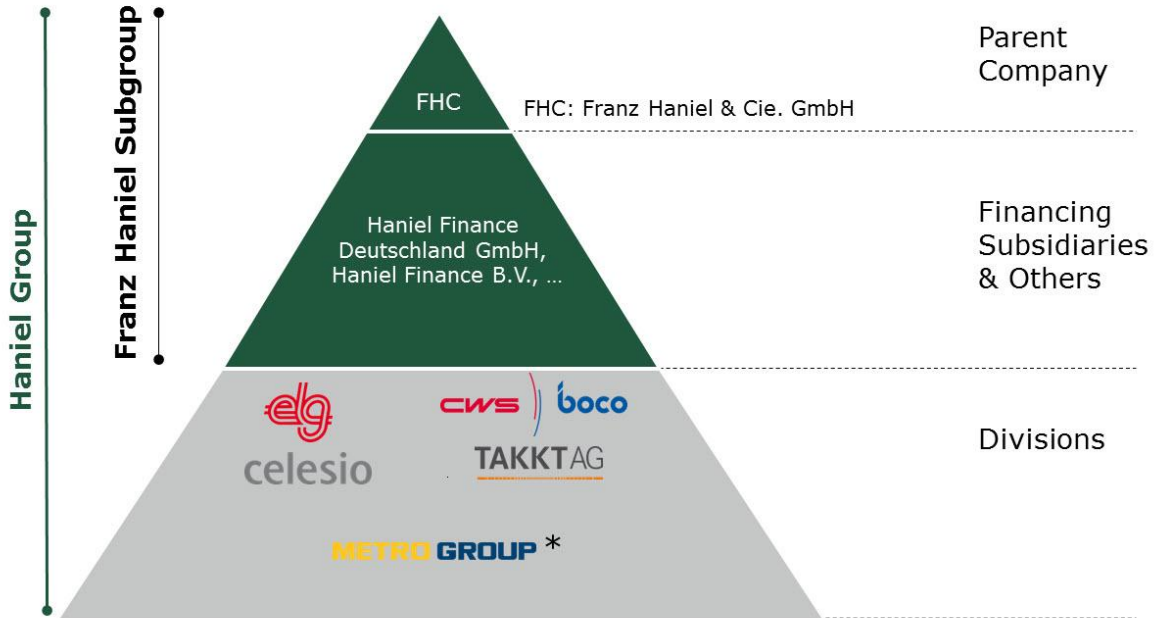 Haniel Group
Franz Haniel Subgroup
FHC
FHC: Franz Haniel & Cie. GmbH
Parent
Company
Haniel Finance
Deutschland GmbH,
Haniel Finance B.V., ...
Financing
Subsidiaries
& Others
elg
cws boco
celesio
TAKKT AG
METRO GROUP *
Divisions